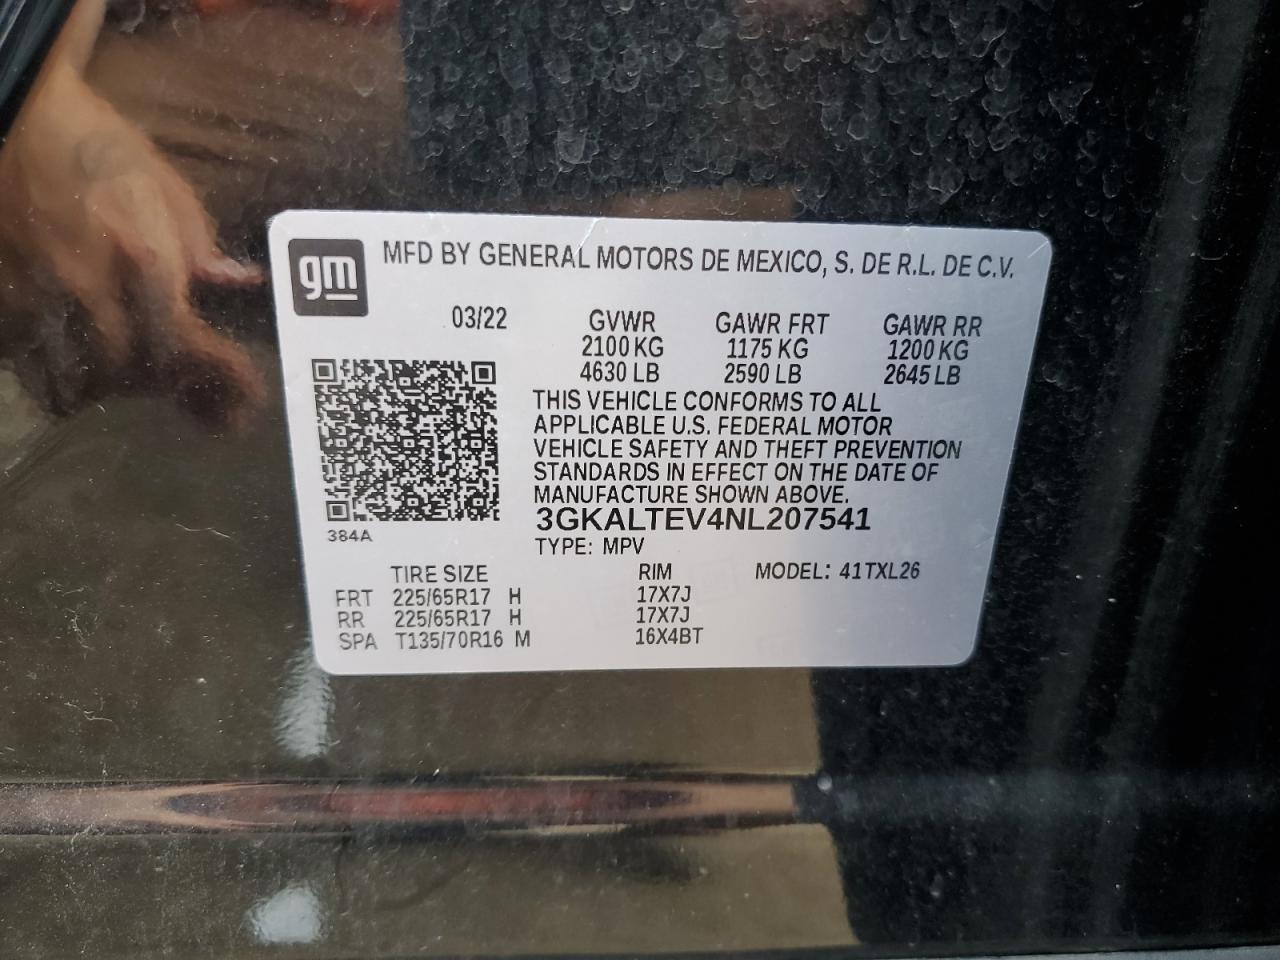 gm
MFD BY GENERAL MOTORS DE MEXICO, S. DE R.L. DE C.V.
03/22 GVWR GAWR FRT GAWR RR
2100 KG 1175 KG 1200 KG
4630 LB 2590 LB 2645 LB
THIS VEHICLE CONFORMS TO ALL
APPLICABLE U.S. FEDERAL MOTOR
VEHICLE SAFETY AND THEFT PREVENTION
STANDARDS IN EFFECT ON THE DATE OF
MANUFACTURE SHOWN ABOVE.
3GKALTEV4NL207541
384A
TYPE: MPV
TIRE SIZE RIM MODEL: 41TXL26
FRT 225/65R17 H 17X7J
RR 225/65R17 H 17X7J
SPA T135/70R16 M 16X4BT